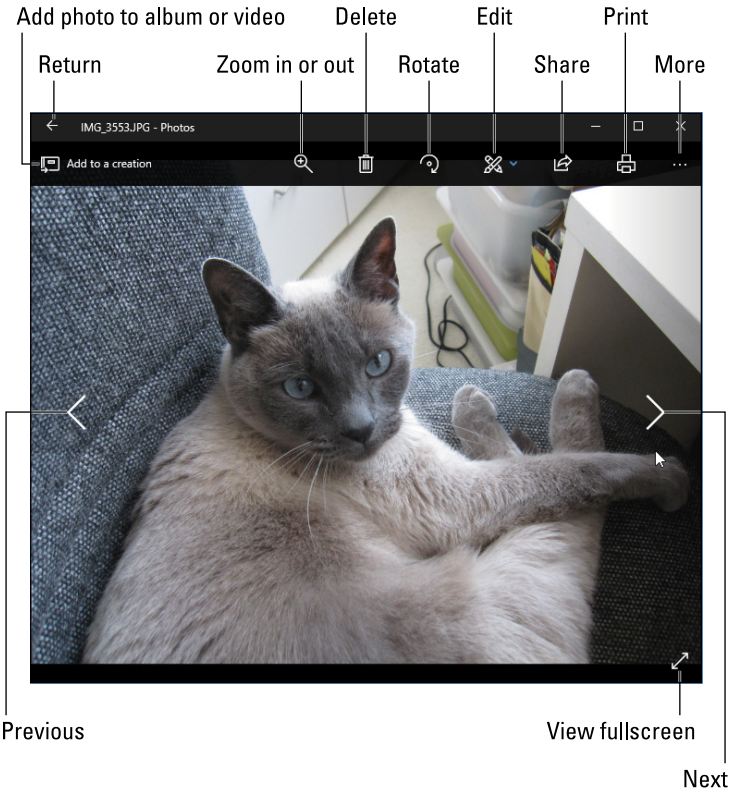 Add photo to album or video
Delete
Edit
Print
Return
Zoom in or out
Rotate
Share
More
IMG_3553.JPG - Photos
Add to a creation
Previous
View fullscreen
Next